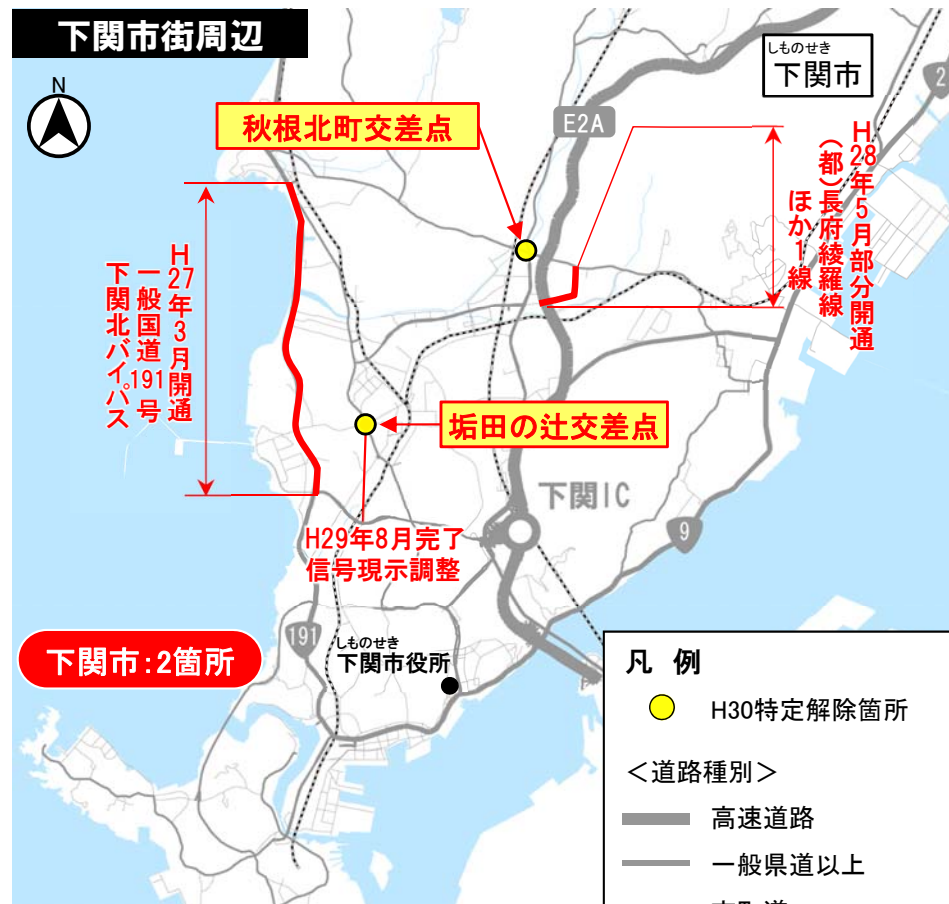 下関市街周辺
N
しものせき
下関市
2
E2A
秋根北町交差点
H28年5月部分開通
(都)長府綾羅線
ほか1線
H27年3月開通
一般国道191号
下関北バイパス
垢田の辻交差点
下関IC
9
H29年8月完了
信号現示調整
191
しものせき
下関市役所
下関市:2箇所
凡 例
H30特定解除箇所
<道路種別>
高速道路
一般県道以上